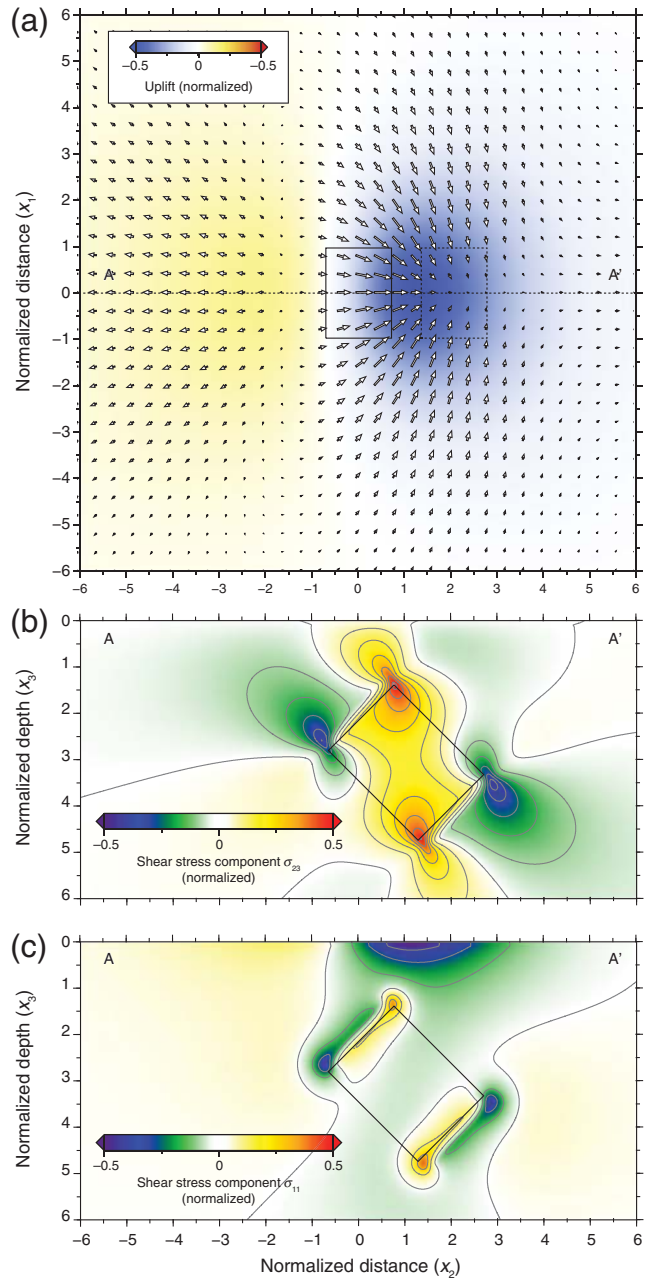 (a)
6
5
4
3
2
1
0
−1
−2
−3
−4
−5
−6
Normalized distance (x1)
−0.5 0 −0.5
Uplift (normalized)
A A'
−6 −5 −4 −3 −2 −1 0 1 2 3 4 5 6
(b)
0
1
2
3
4
5
6
Normalized depth (x3)
A A'
−0.5 0 0.5
Shear stress component σ23
(normalized)
(c)
0
1
2
3
4
5
6
Normalized depth (x3)
A A'
−0.5 0 0.5
Shear stress component σ11
(normalized)
−6 −5 −4 −3 −2 −1 0 1 2 3 4 5 6
Normalized distance (x2)